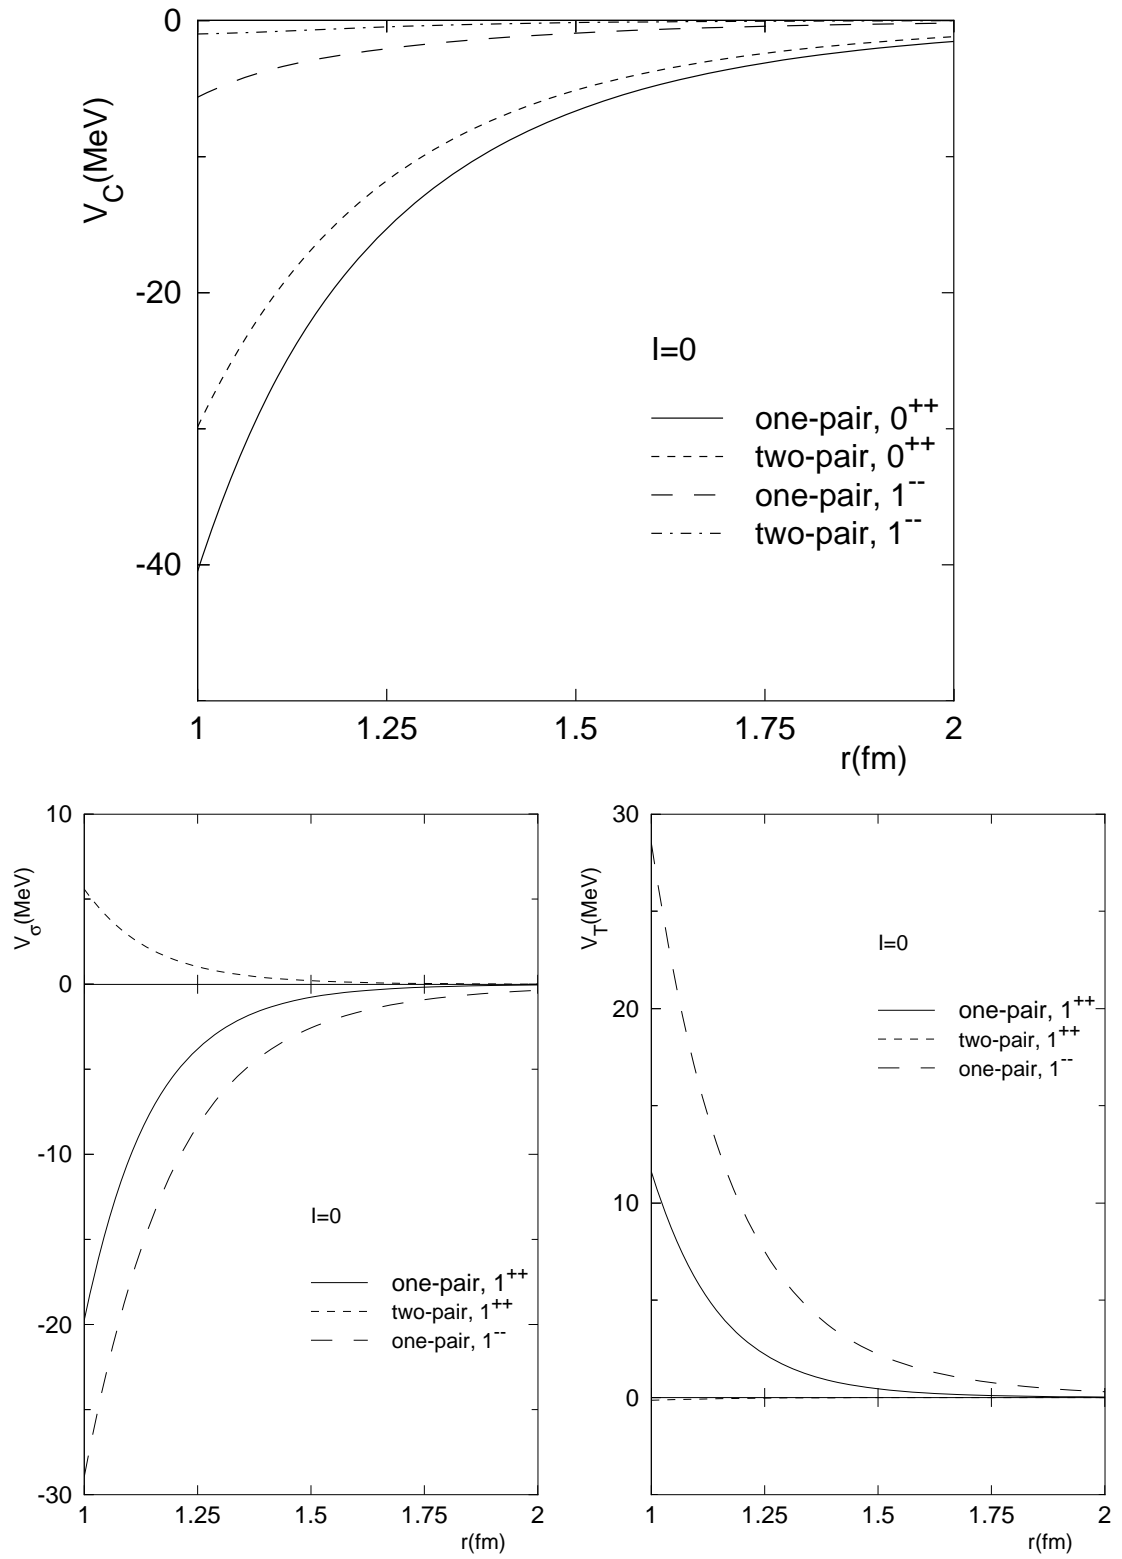 0
-20
-40
V_C(MeV)
I=0
one-pair, 0^++
two-pair, 0^++
one-pair, 1^--
two-pair, 1^--
1 1.25 1.5 1.75 2
r(fm)
10
0
-10
-20
-30
V_σ(MeV)
I=0
one-pair, 1^++
two-pair, 1^++
one-pair, 1^--
1 1.25 1.5 1.75 2
r(fm)
30
20
10
0
V_T(MeV)
I=0
one-pair, 1^++
two-pair, 1^++
one-pair, 1^--
1 1.25 1.5 1.75 2
r(fm)